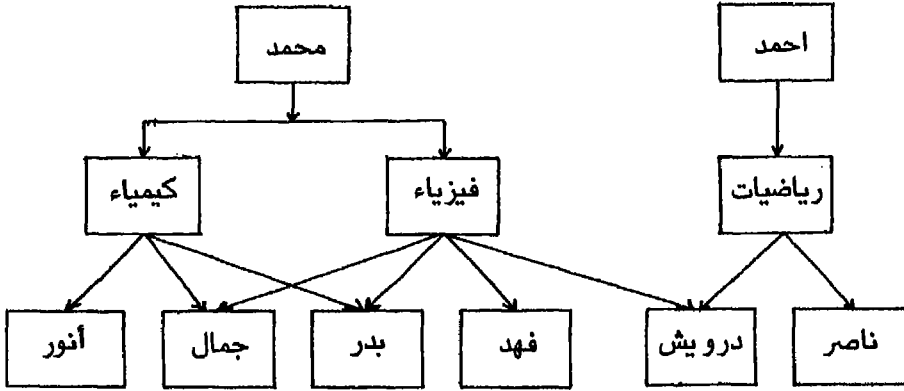 احمد
محمد
رياضيات
فيزياء
كيمياء
ناصر
درويش
فهد
بدر
جمال
أنور